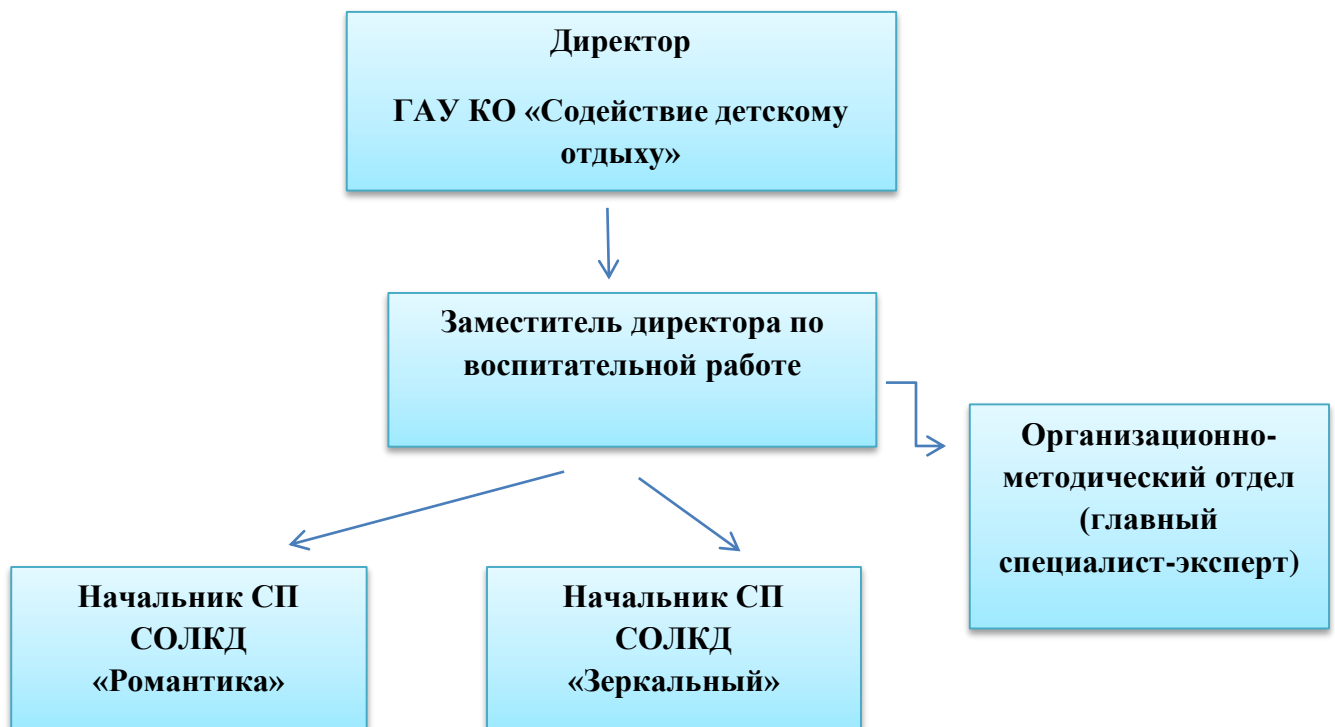 Директор
ГАУ КО «Содействие детскому
отдыху»
Заместитель директора по
воспитательной работе
Организационно-
методический отдел
(главный
специалист-эксперт)
Начальник СП
СОЛКД
«Романтика»
Начальник СП
СОЛКД
«Зеркальный»